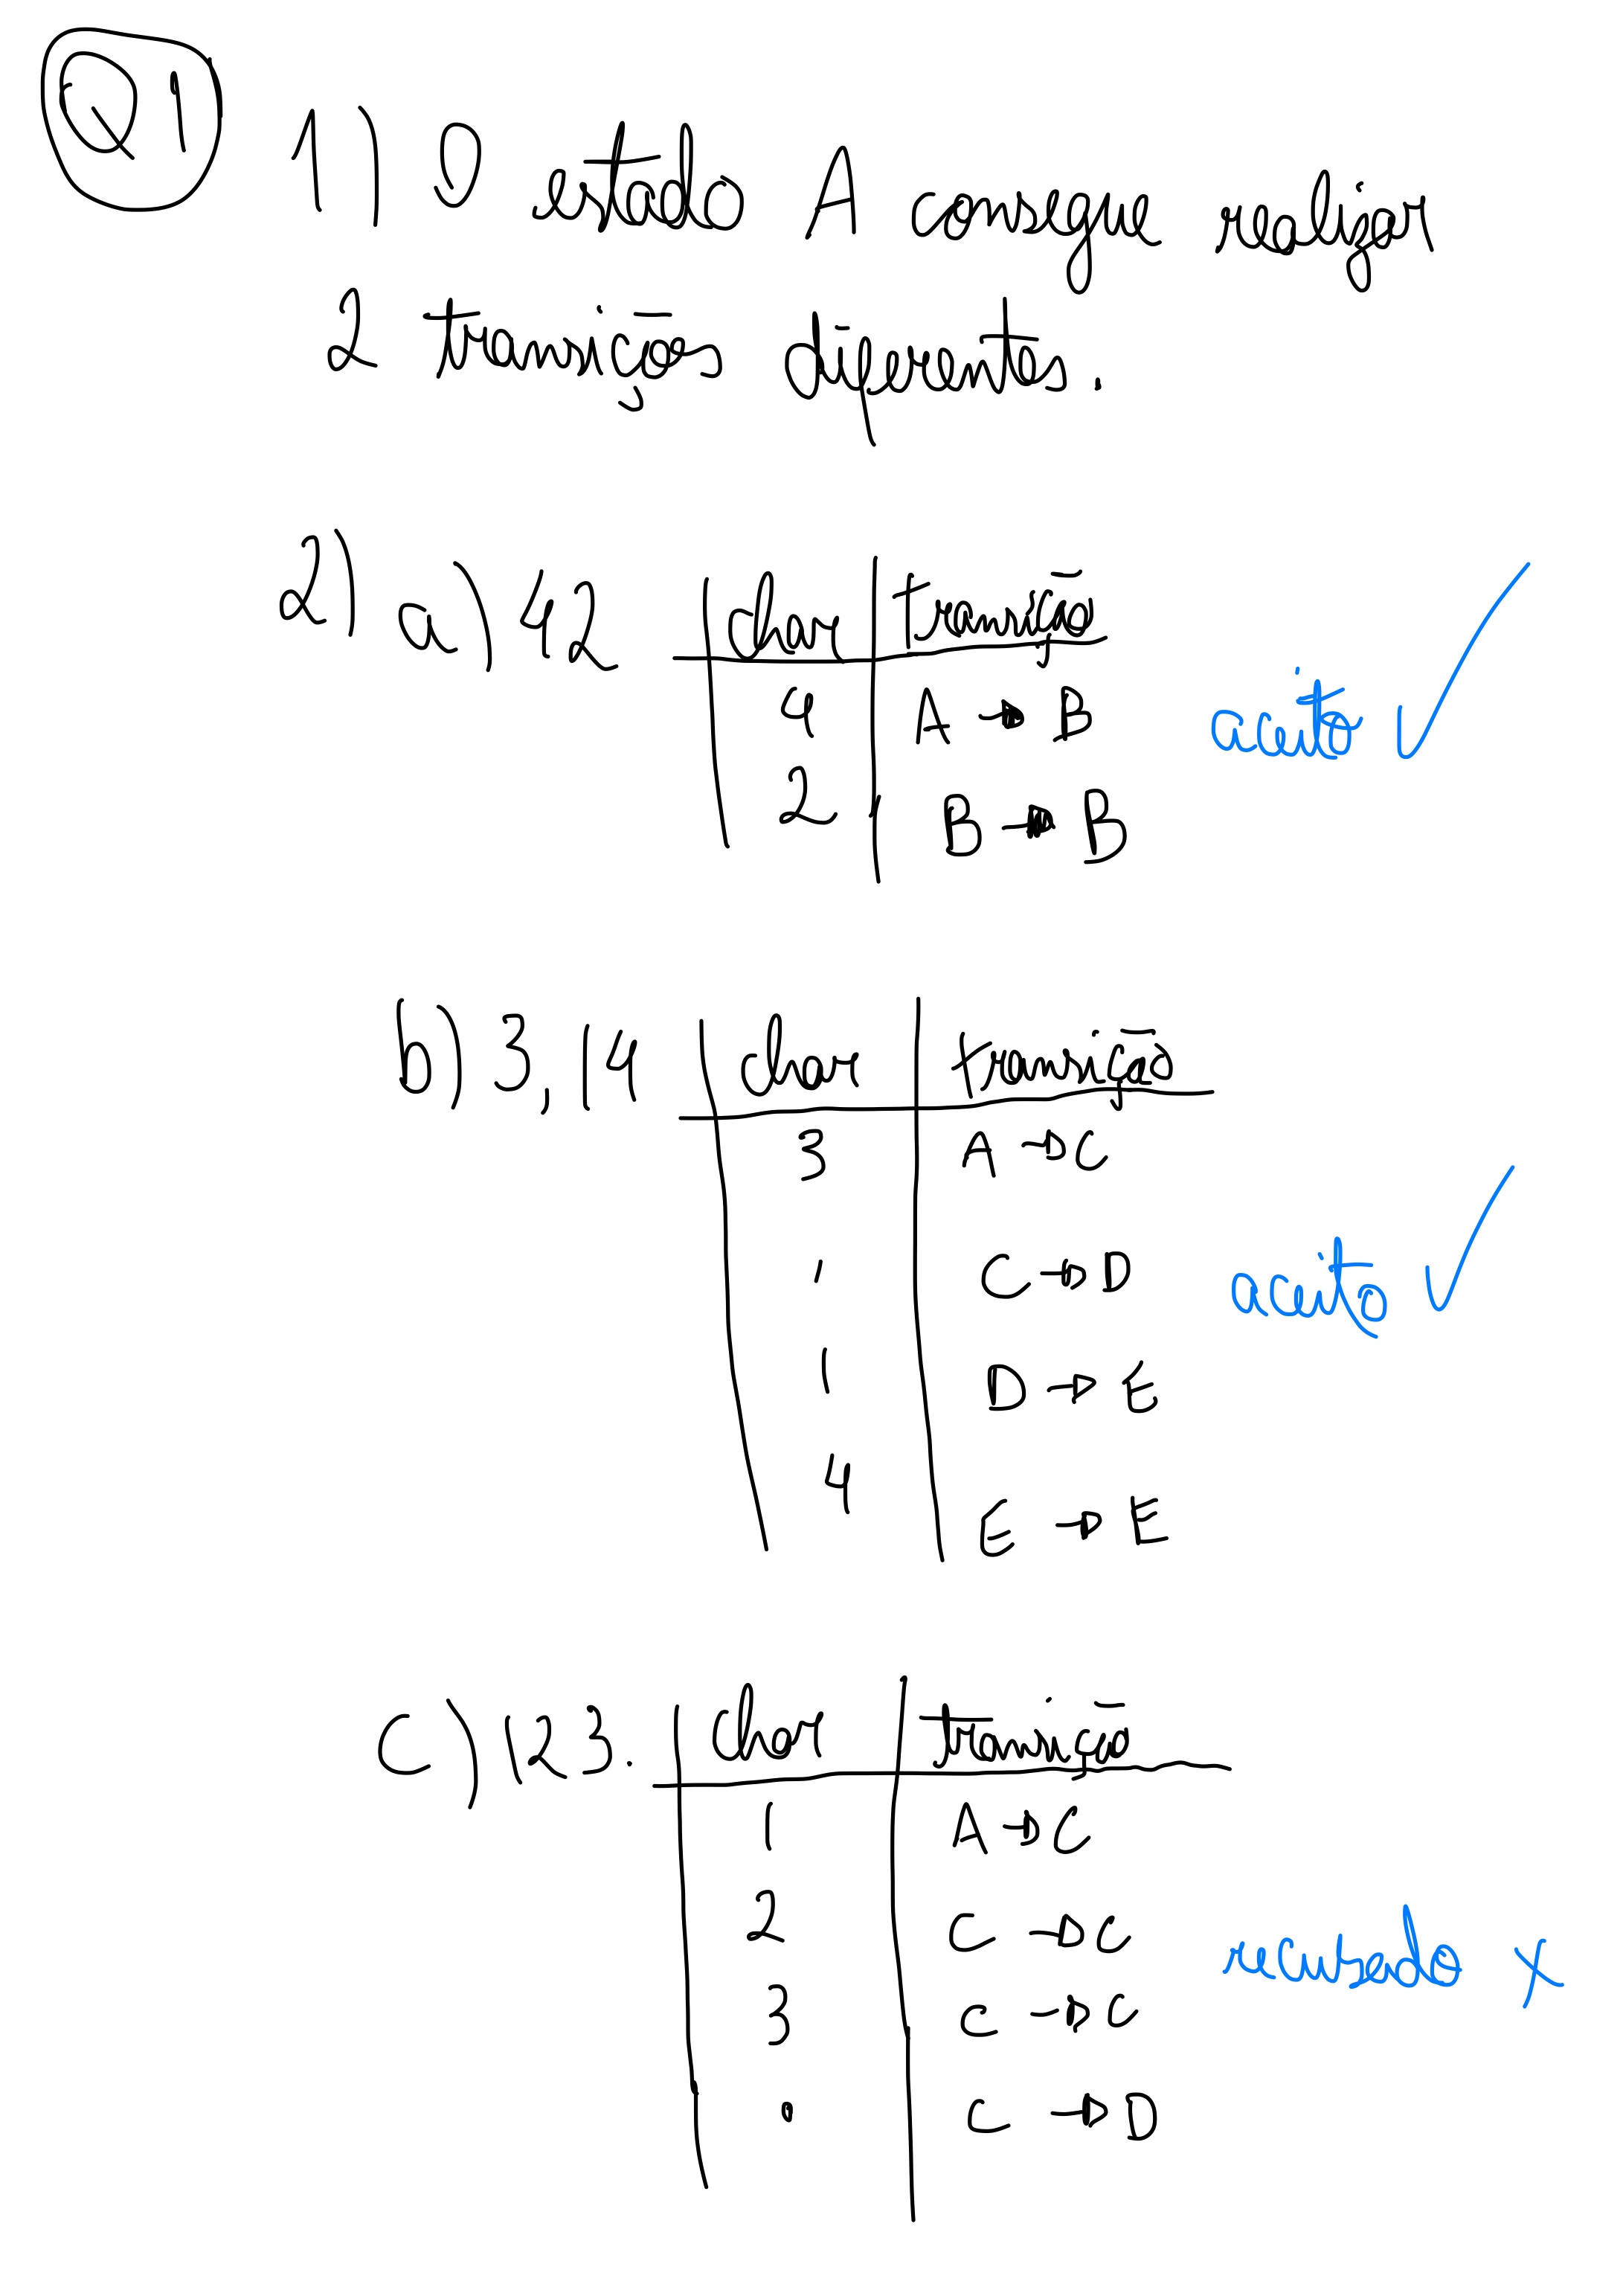 Q1
1) O estado A consegue realizar
2 transições diferentes.
2) a) 42 char transição
4 A → B
2 B → B
aceito ✓
b) 3,14 char transição
3 A → C
, C → D
1 D → E
4 E → E
aceito ✓
c) 123. char transição
1 A → C
2 C → C
3 C → C
. C → D
recusado X